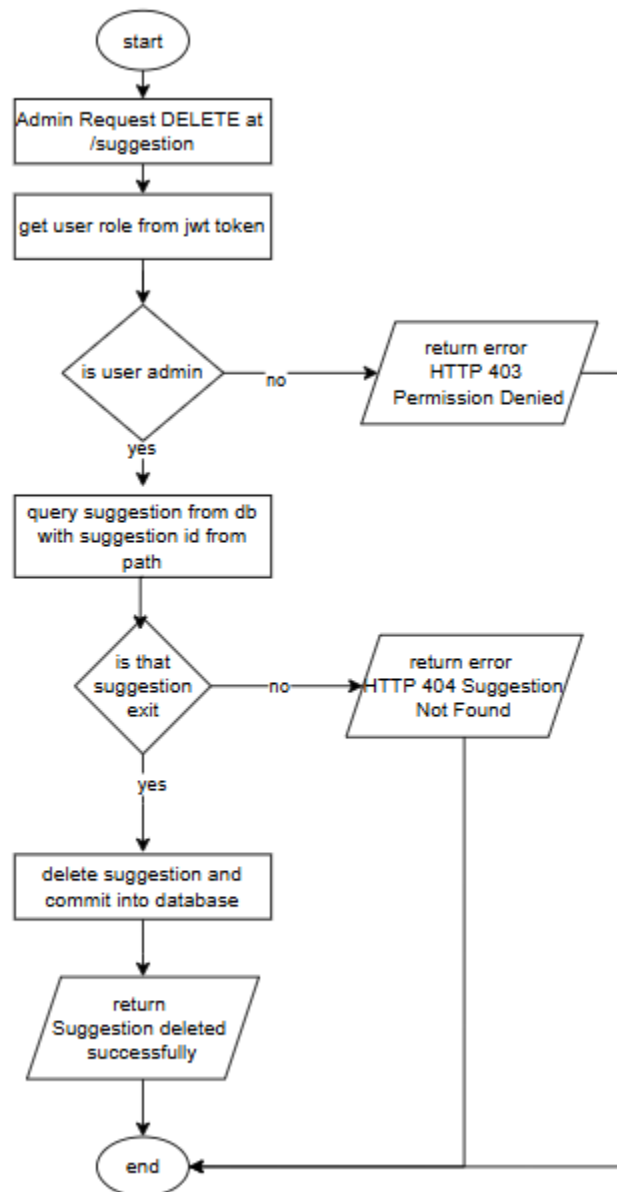 start
Admin Request DELETE at
/suggestion
get user role from jwt token
is user admin
no
return error
HTTP 403
Permission Denied
yes
query suggestion from db
with suggestion id from
path
is that
suggestion
exit
no
return error
HTTP 404 Suggestion
Not Found
yes
delete suggestion and
commit into database
return
Suggestion deleted
successfully
end